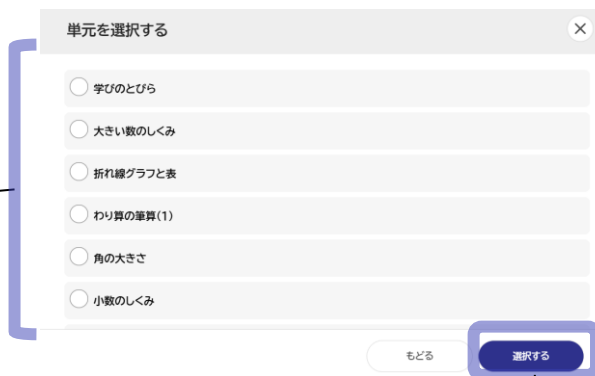 単元を選択する
学びのとびら
大きい数のしくみ
折れ線グラフと表
わり算の筆算(1)
角の大きさ
小数のしくみ
もどる
選択する